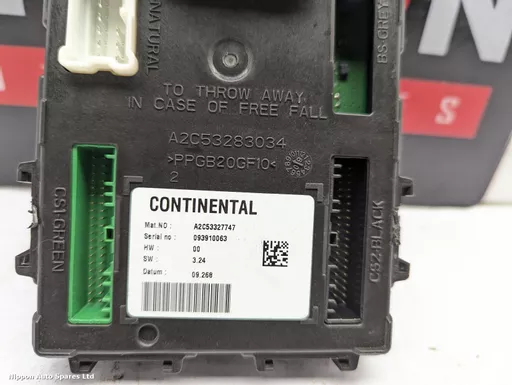 NATURAL
BS:GREY
TO THROW AWAY
IN CASE OF FREE FALL
A2C53283034
>PPGB20GF10<
2
CS1:GREEN
CS2:BLACK
CONTINENTAL
Mat.NO : A2C53327747
Serial no : 093910063
HW : 00
SW : 3.24
Datum : 09.268
Nippon Auto Spares Ltd